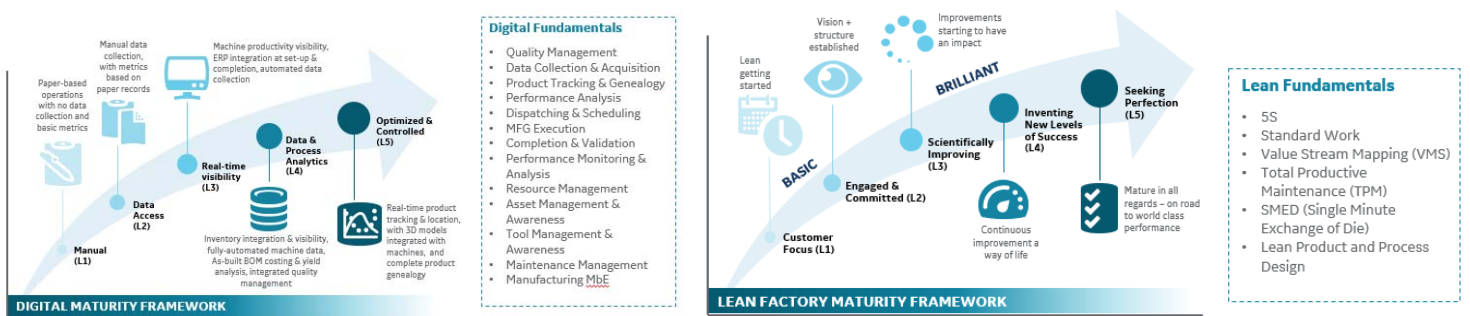 Paper-based
operations
with no data
collection and
basic metrics
Manual data
collection,
with metrics
based on
paper records
Machine productivity visibility,
ERP integration at set-up &
completion, automated data
collection
Manual
(L1)
Data
Access
(L2)
Real-time
visibility
(L3)
Data &
Process
Analytics
(L4)
Optimized &
Controlled
(L5)
Inventory integration & visibility,
fully-automated machine data,
As-built BOM costing & yield
analysis, integrated quality
management
Real-time product
tracking & location,
with 3D models
integrated with
machines, and
complete product
genealogy
DIGITAL MATURITY FRAMEWORK
Digital Fundamentals
• Quality Management
• Data Collection & Acquisition
• Product Tracking & Genealogy
• Performance Analysis
• Dispatching & Scheduling
• MFG Execution
• Completion & Validation
• Performance Monitoring &
Analysis
• Resource Management
• Asset Management &
Awareness
• Tool Management &
Awareness
• Maintenance Management
• Manufacturing MbE
Lean
getting
started
Vision +
structure
established
Improvements
starting to have
an impact
BASIC
BRILLIANT
Customer
Focus (L1)
Engaged &
Committed (L2)
Scientifically
Improving
(L3)
Inventing
New Levels
of Success
(L4)
Seeking
Perfection
(L5)
Continuous
improvement a
way of life
Mature in all
regards – on road
to world class
performance
LEAN FACTORY MATURITY FRAMEWORK
Lean Fundamentals
• 5S
• Standard Work
• Value Stream Mapping (VMS)
• Total Productive
Maintenance (TPM)
• SMED (Single Minute
Exchange of Die)
• Lean Product and Process
Design